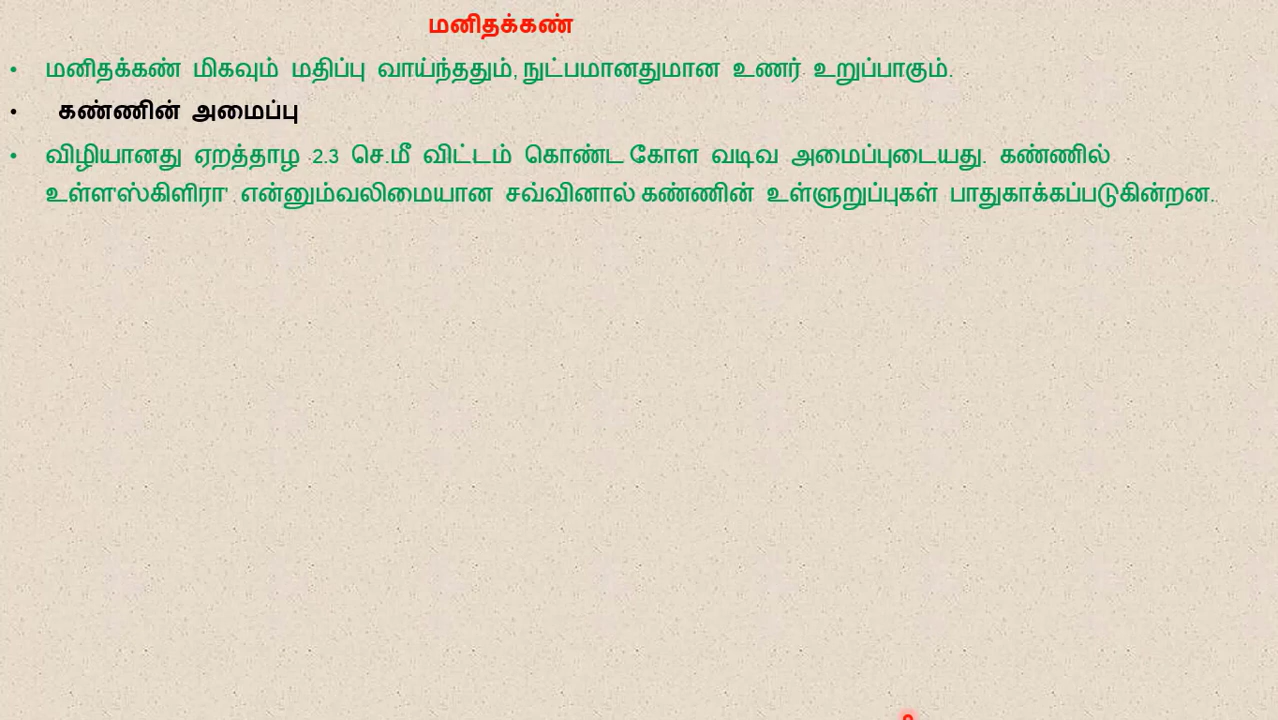 மனிதக்கண்
• மனிதக்கண் மிகவும் மதிப்பு வாய்ந்ததும், நுட்பமானதுமான உணர் உறுப்பாகும்.
• கண்ணின் அமைப்பு
• விழியானது ஏறத்தாழ 2.3 செ.மீ விட்டம் கொண்ட கோள வடிவ அமைப்புடையது. கண்ணில்
உள்ள'ஸ்கிளிரா' என்னும்வலிமையான சவ்வினால் கண்ணின் உள்ளுறுப்புகள் பாதுகாக்கப்படுகின்றன.